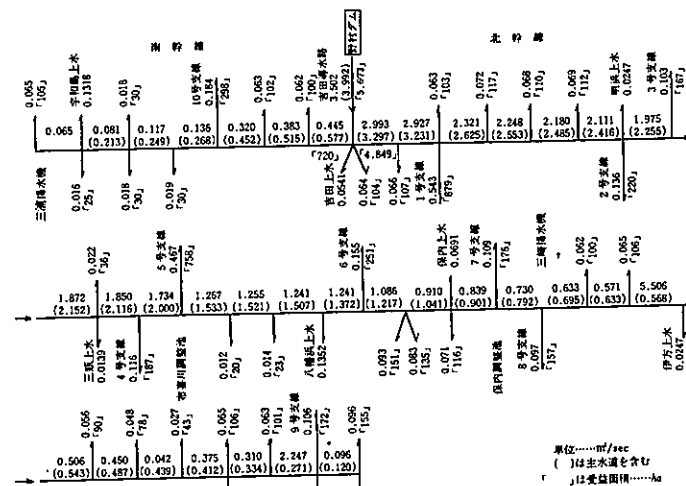 南幹線
野村ダム
北幹線
0.065
「105」
宇和島上水
0.1318
0.018
「30」
10号支線
0.184
「298」
0.063
「102」
0.062
「100」
吉田導水路
3.502
(3.992)
「5.673」
0.063
「103」
0.072
「117」
0.068
「110」
0.069
「112」
明浜上水
0.0247
3号支線
0.103
「167」
0.065 0.081 0.117 0.136 0.320 0.383 0.445 2.993 2.927 2.321 2.248 2.180 2.111 1.975
(0.213) (0.249) (0.268) (0.452) (0.515) (0.577) (3.297) (3.231) (2.625) (2.553) (2.485) (2.416) (2.255)
「720」 「4.849」
三浦揚水機
0.016
「25」
0.018
「30」
0.019
「30」
吉田上水
0.0541
0.064
「104」
0.066
「107」
1号支線
0.543
「879」
2号支線
0.136
「220」
0.022
「36」
5号支線
0.467
「758」
6号支線
0.155
「251」
保内上水
0.0691
7号支線
0.109
「176」
三崎揚水機
0.062
「100」
0.065
「106」
1.872 1.850 1.734 1.267 1.255 1.241 1.241 1.086 0.910 0.839 0.730 0.633 0.571 5.506
(2.152) (2.116) (2.000) (1.533) (1.521) (1.507) (1.372) (1.217) (1.041) (0.901) (0.792) (0.695) (0.633) (0.568)
三瓶上水
0.0139
4号支線
0.116
「187」
布喜川調整池
0.012
「20」
0.014
「23」
八幡浜上水
0.1352
0.093
「151」
0.083
「135」
0.071
「116」
保内調整池
8号支線
0.097
「157」
伊方上水
0.0247
0.056
「90」
0.048
「78」
0.027
「43」
0.065
「106」
0.063
「101」
9号支線
0.106
「172」
0.096
「155」
0.506 0.450 0.042 0.375 0.310 2.247 0.096
(0.543) (0.487) (0.439) (0.412) (0.334) (0.271) (0.120)
単位……㎥/sec
( )は上水道を含む
「 」は受益面積……ha